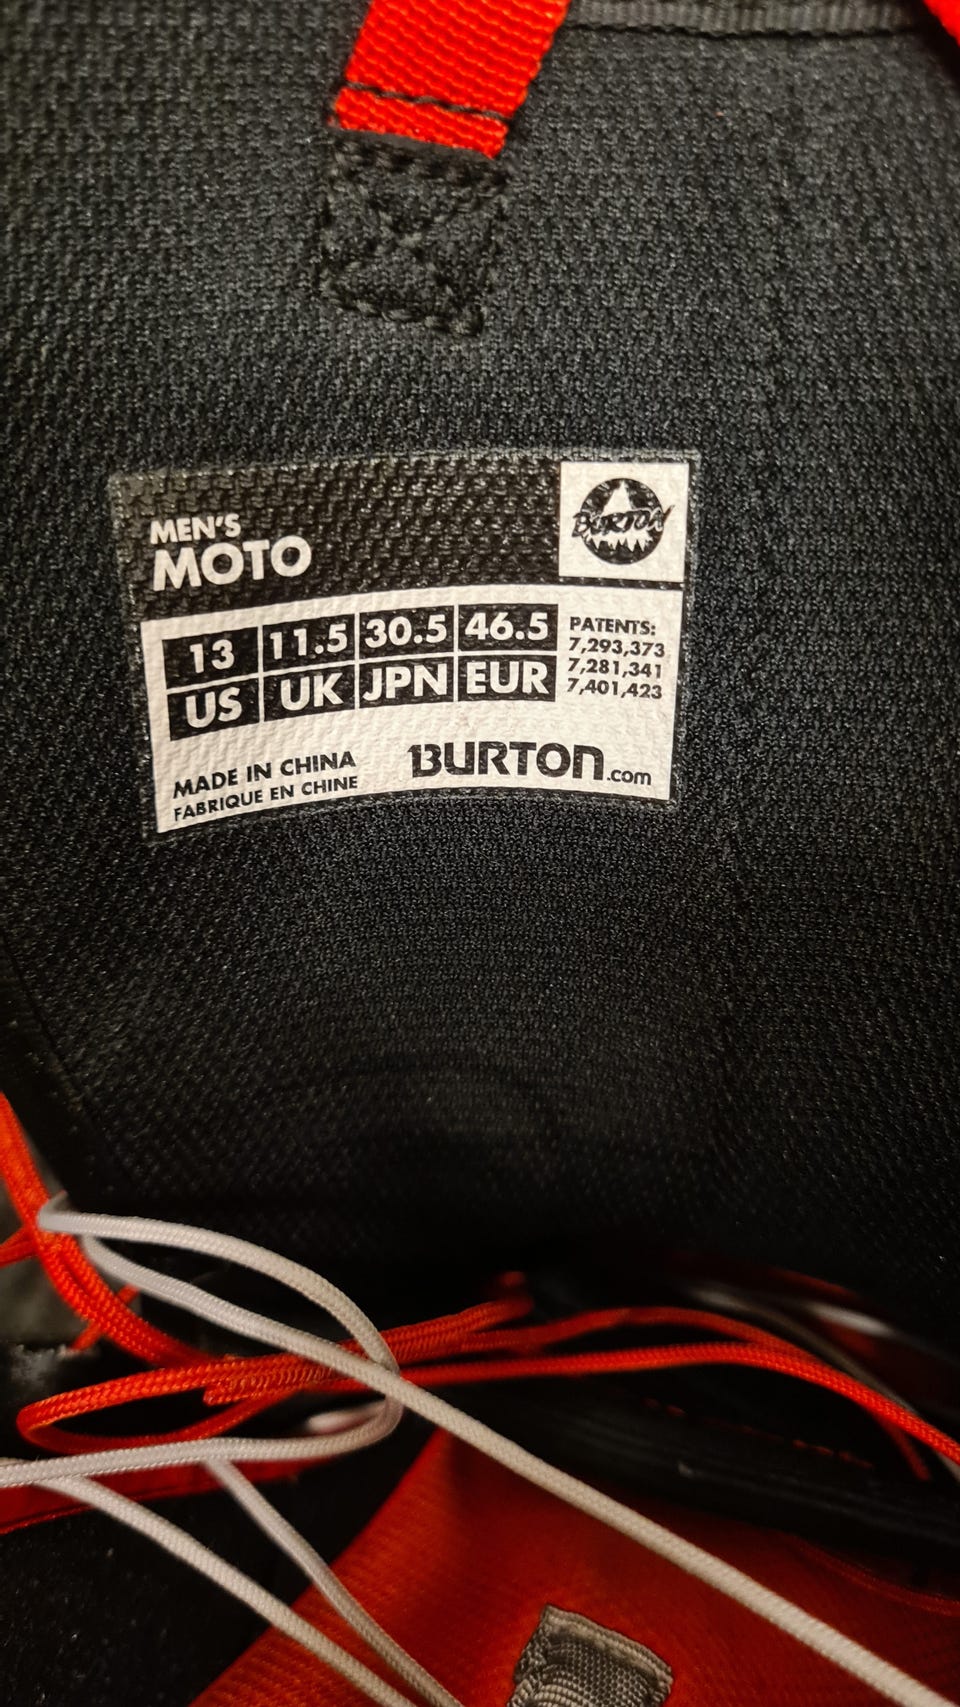 MEN'S
MOTO
BURTON
13 11.5 30.5 46.5
US UK JPN EUR
PATENTS:
7,293,373
7,281,341
7,401,423
MADE IN CHINA
FABRIQUE EN CHINE
BURTON.com